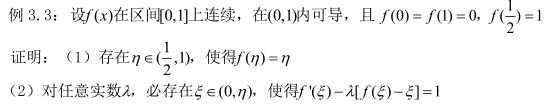 例 3.3： 设f(x)在区间[0,1]上连续，在(0,1)内可导，且 f(0)=f(1)=0，f(1/2)=1
证明：（1）存在η∈(1/2,1)，使得f(η)=η
（2）对任意实数λ，必存在ξ∈(0,η)，使得f'(ξ)-λ[f(ξ)-ξ]=1